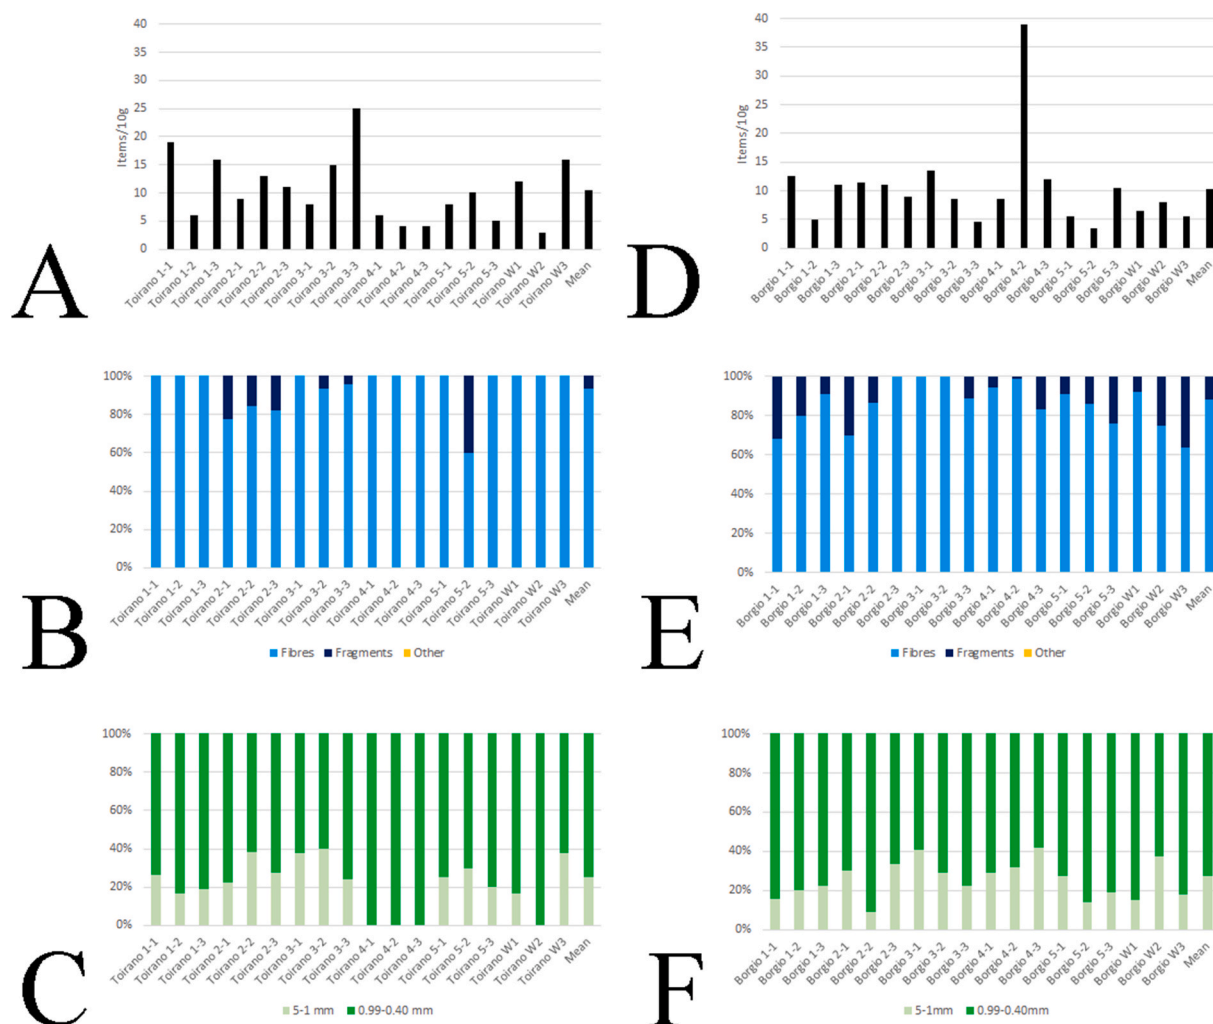 40
35
30
25
20
15
10
5
0
Items/10g
Toirano 1-1
Toirano 1-2
Toirano 1-3
Toirano 2-1
Toirano 2-2
Toirano 2-3
Toirano 3-1
Toirano 3-2
Toirano 3-3
Toirano 4-1
Toirano 4-2
Toirano 4-3
Toirano 5-1
Toirano 5-2
Toirano 5-3
Toirano W1
Toirano W2
Toirano W3
Mean
A
40
35
30
25
20
15
10
5
0
Items/10g
Borgio 1-1
Borgio 1-2
Borgio 1-3
Borgio 2-1
Borgio 2-2
Borgio 2-3
Borgio 3-1
Borgio 3-2
Borgio 3-3
Borgio 4-1
Borgio 4-2
Borgio 4-3
Borgio 5-1
Borgio 5-2
Borgio 5-3
Borgio W1
Borgio W2
Borgio W3
Mean
D
100%
80%
60%
40%
20%
0%
Toirano 1-1
Toirano 1-2
Toirano 1-3
Toirano 2-1
Toirano 2-2
Toirano 2-3
Toirano 3-1
Toirano 3-2
Toirano 3-3
Toirano 4-1
Toirano 4-2
Toirano 4-3
Toirano 5-1
Toirano 5-2
Toirano 5-3
Toirano W1
Toirano W2
Toirano W3
Mean
B
Fibres Fragments Other
100%
80%
60%
40%
20%
0%
Borgio 1-1
Borgio 1-2
Borgio 1-3
Borgio 2-1
Borgio 2-2
Borgio 2-3
Borgio 3-1
Borgio 3-2
Borgio 3-3
Borgio 4-1
Borgio 4-2
Borgio 4-3
Borgio 5-1
Borgio 5-2
Borgio 5-3
Borgio W1
Borgio W2
Borgio W3
Mean
E
Fibres Fragments Other
100%
80%
60%
40%
20%
0%
Toirano 1-1
Toirano 1-2
Toirano 1-3
Toirano 2-1
Toirano 2-2
Toirano 2-3
Toirano 3-1
Toirano 3-2
Toirano 3-3
Toirano 4-1
Toirano 4-2
Toirano 4-3
Toirano 5-1
Toirano 5-2
Toirano 5-3
Toirano W1
Toirano W2
Toirano W3
Mean
C
5-1 mm 0.99-0.40 mm
100%
80%
60%
40%
20%
0%
Borgio 1-1
Borgio 1-2
Borgio 1-3
Borgio 2-1
Borgio 2-2
Borgio 2-3
Borgio 3-1
Borgio 3-2
Borgio 3-3
Borgio 4-1
Borgio 4-2
Borgio 4-3
Borgio 5-1
Borgio 5-2
Borgio 5-3
Borgio W1
Borgio W2
Borgio W3
Mean
F
5-1mm 0.99-0.40mm